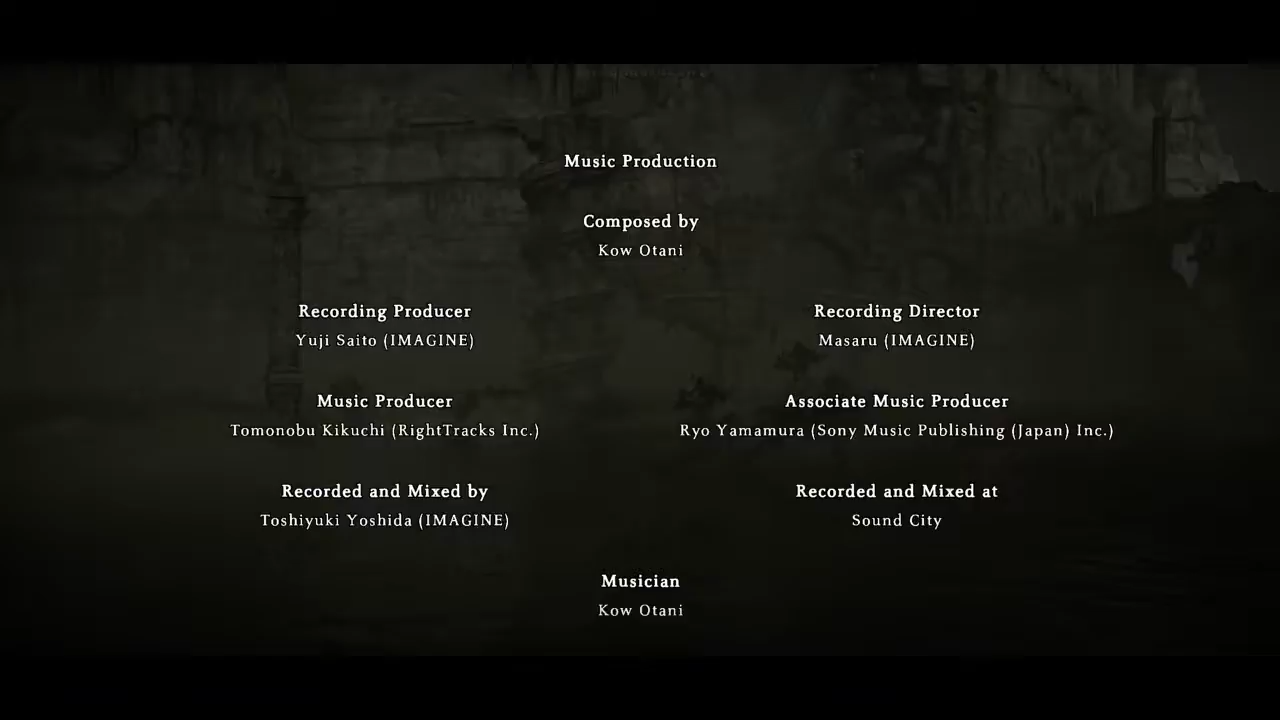 Music Production
Composed by
Kow Otani
Recording Producer
Yuji Saito (IMAGINE)
Recording Director
Masaru (IMAGINE)
Music Producer
Tomonobu Kikuchi (RightTracks Inc.)
Associate Music Producer
Ryo Yamamura (Sony Music Publishing (Japan) Inc.)
Recorded and Mixed by
Toshiyuki Yoshida (IMAGINE)
Recorded and Mixed at
Sound City
Musician
Kow Otani